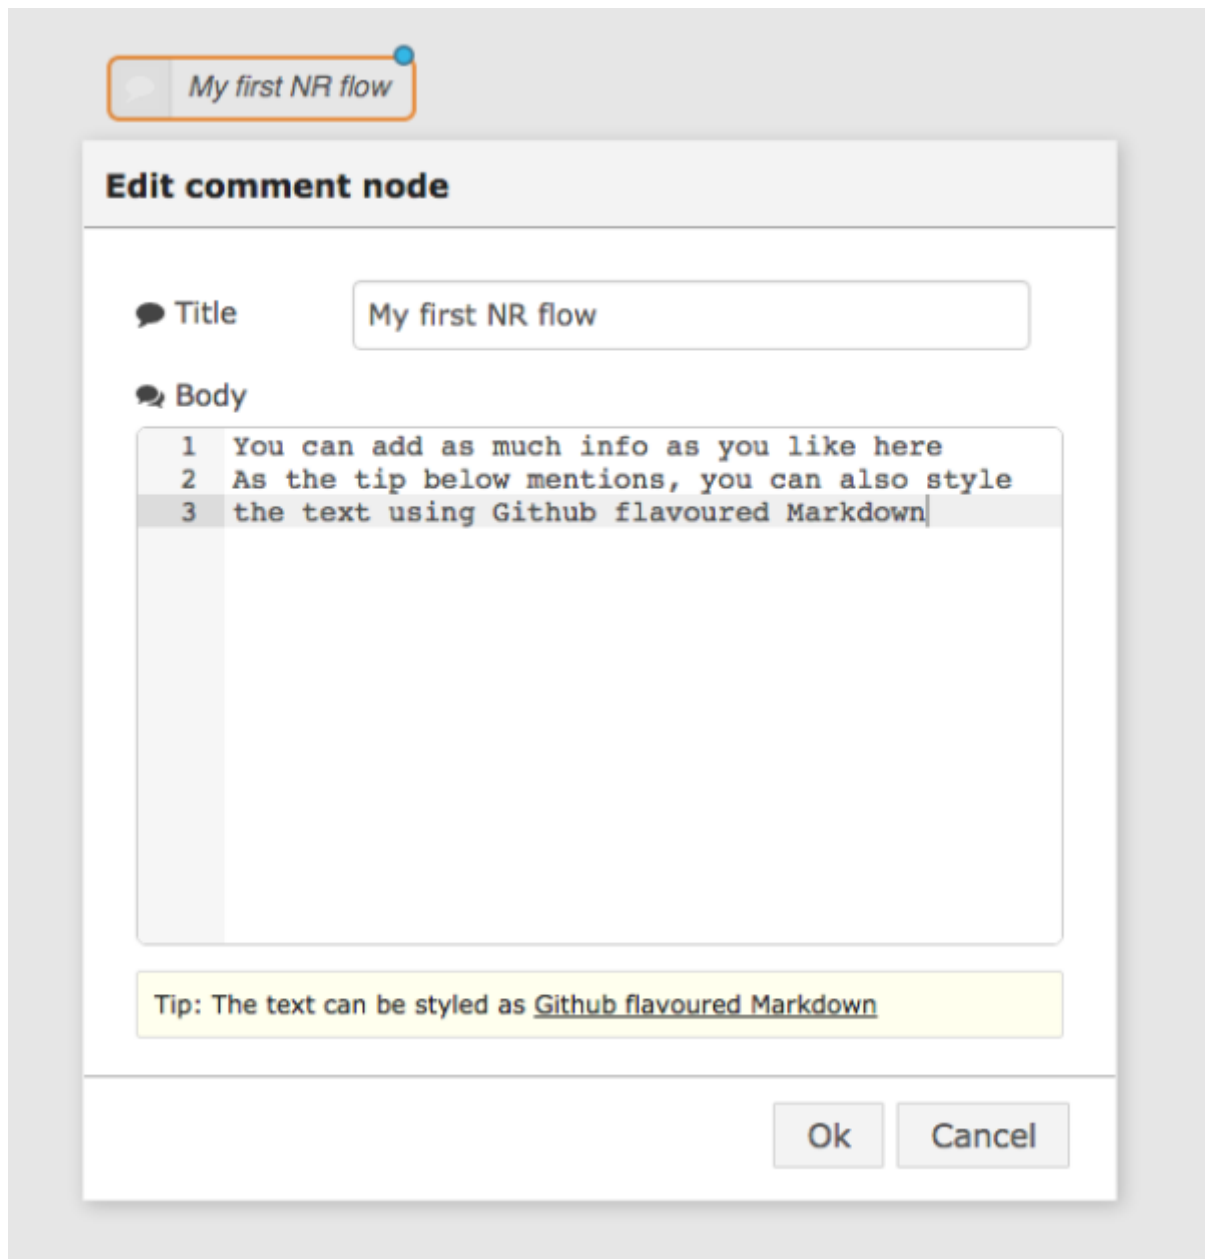 My first NR flow
Edit comment node
Title
My first NR flow
Body
1 You can add as much info as you like here
2 As the tip below mentions, you can also style
3 the text using Github flavoured Markdown
Tip: The text can be styled as Github flavoured Markdown
Ok Cancel